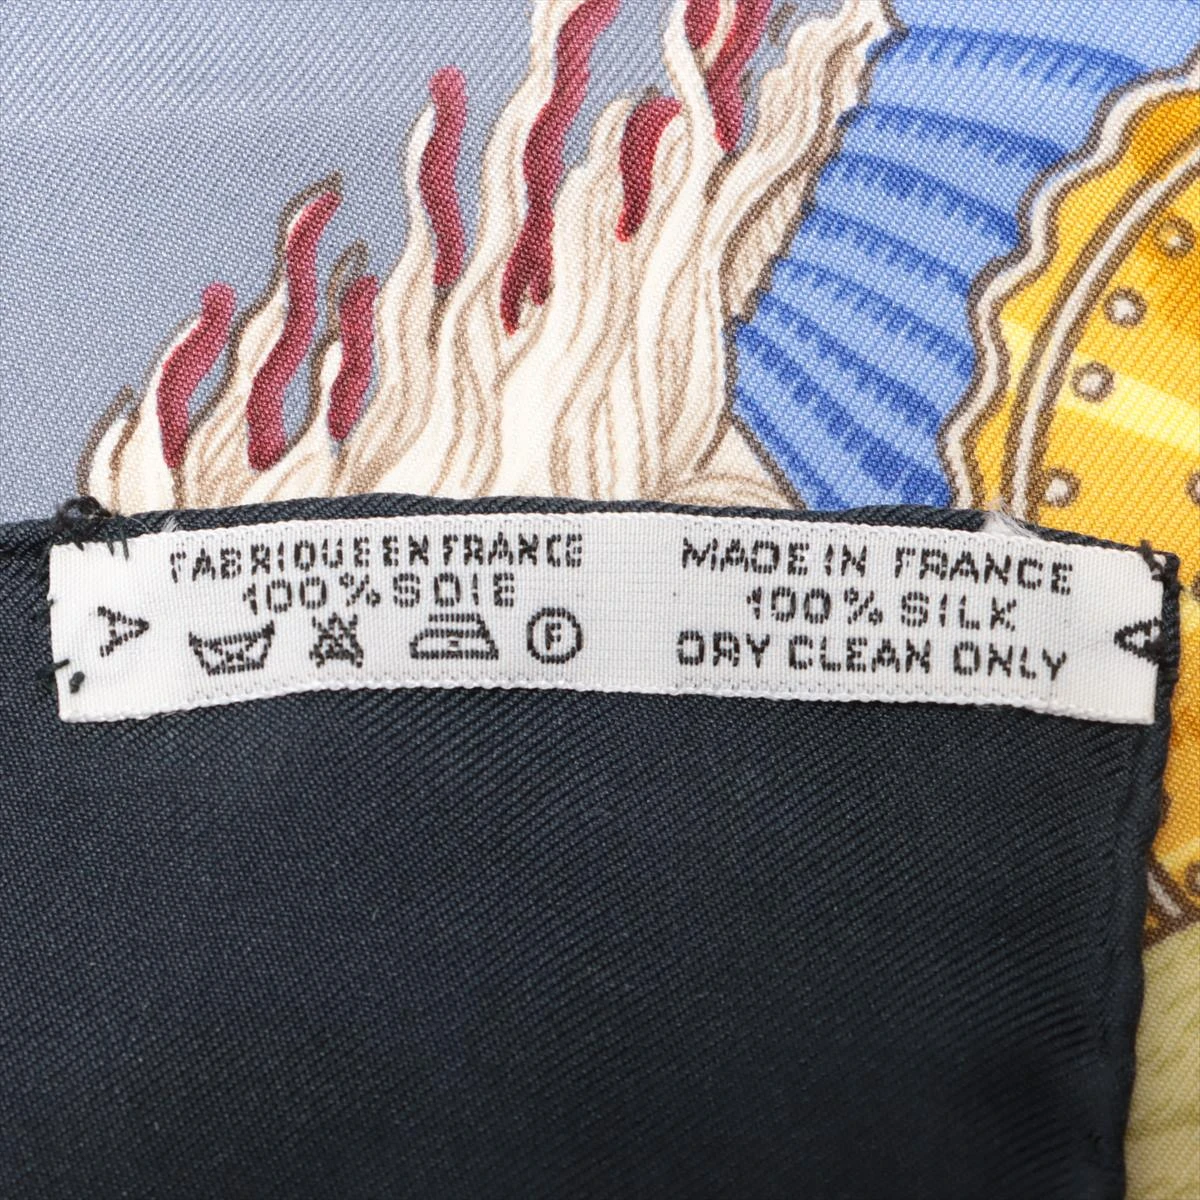 FABRIQUE EN FRANCE
100% SOIE
A
F
MADE IN FRANCE
100% SILK
DRY CLEAN ONLY
A